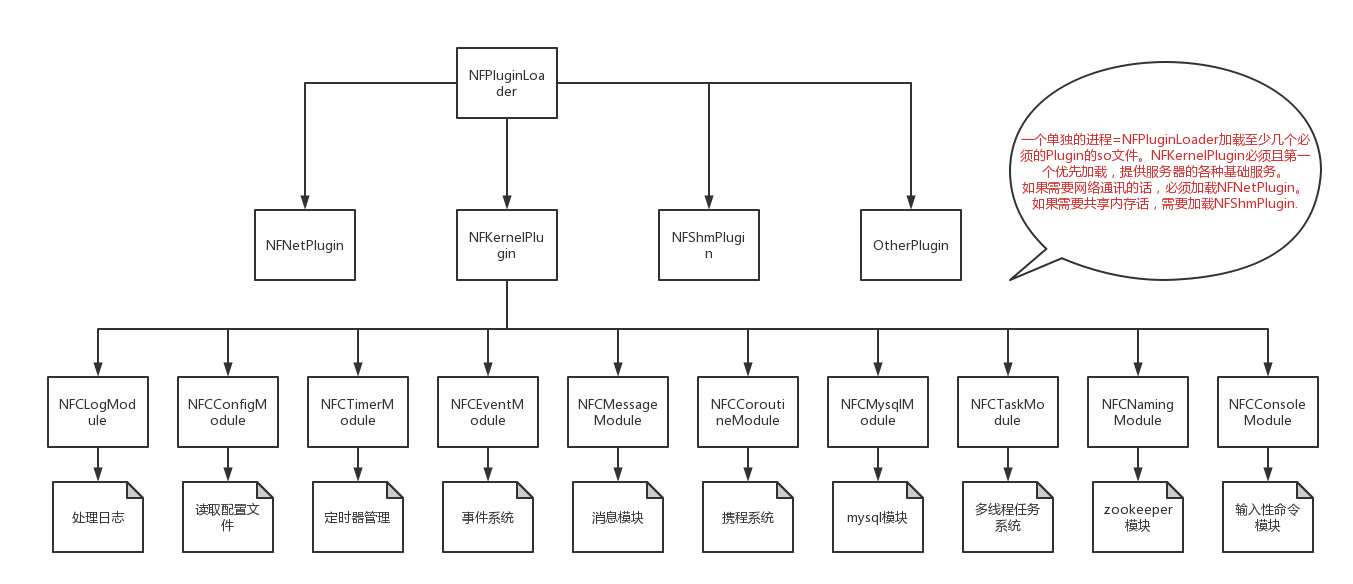 NFPluginLoa
der
一个单独的进程=NFPluginLoader加载至少几个必
须的Plugin的so文件。NFKernelPlugin必须且第一
个优先加载，提供服务器的各种基础服务。
如果需要网络通讯的话，必须加载NFNetPlugin。
如果需要共享内存话，需要加载NFShmPlugin.
NFNetPlugin
NFKernelPlu
gin
NFShmPlugi
n
OtherPlugin
NFCLogMod
ule
NFCConfigM
odule
NFCTimerM
odule
NFCEventM
odule
NFCMessage
Module
NFCCorouti
neModule
NFCMysqlM
odule
NFCTaskMo
dule
NFCNaming
Module
NFCConsole
Module
处理日志
读取配置文
件
定时器管理
事件系统
消息模块
携程系统
mysql模块
多线程任务
系统
zookeeper
模块
输入性命令
模块